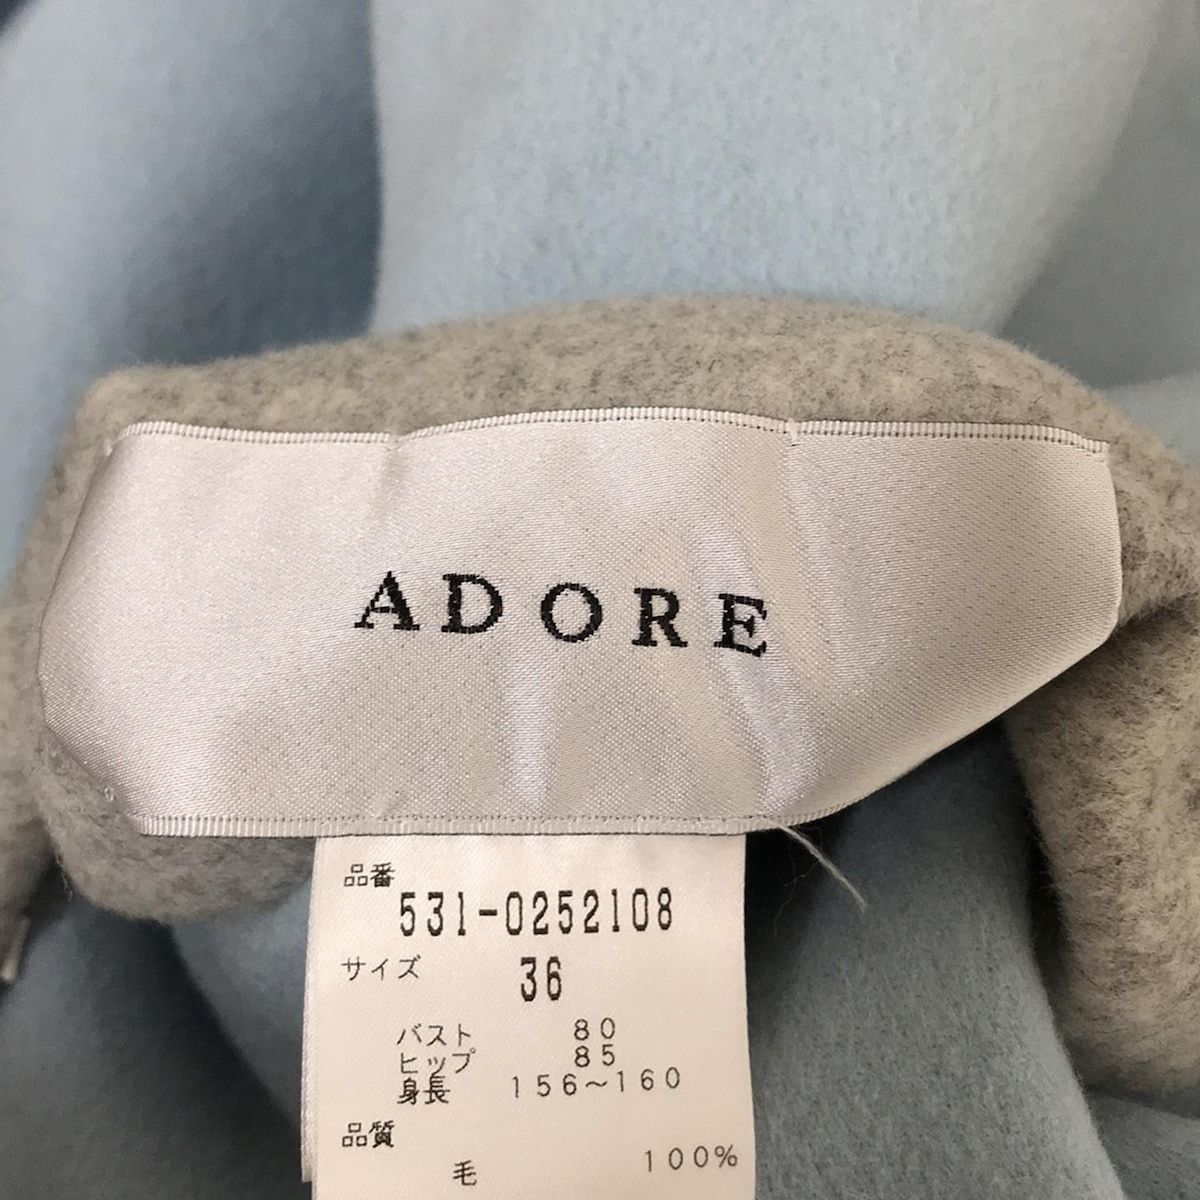 ADORE
品番
531-0252108
サイズ 36
バスト 80
ヒップ 85
身長 156~160
品質
毛 100%